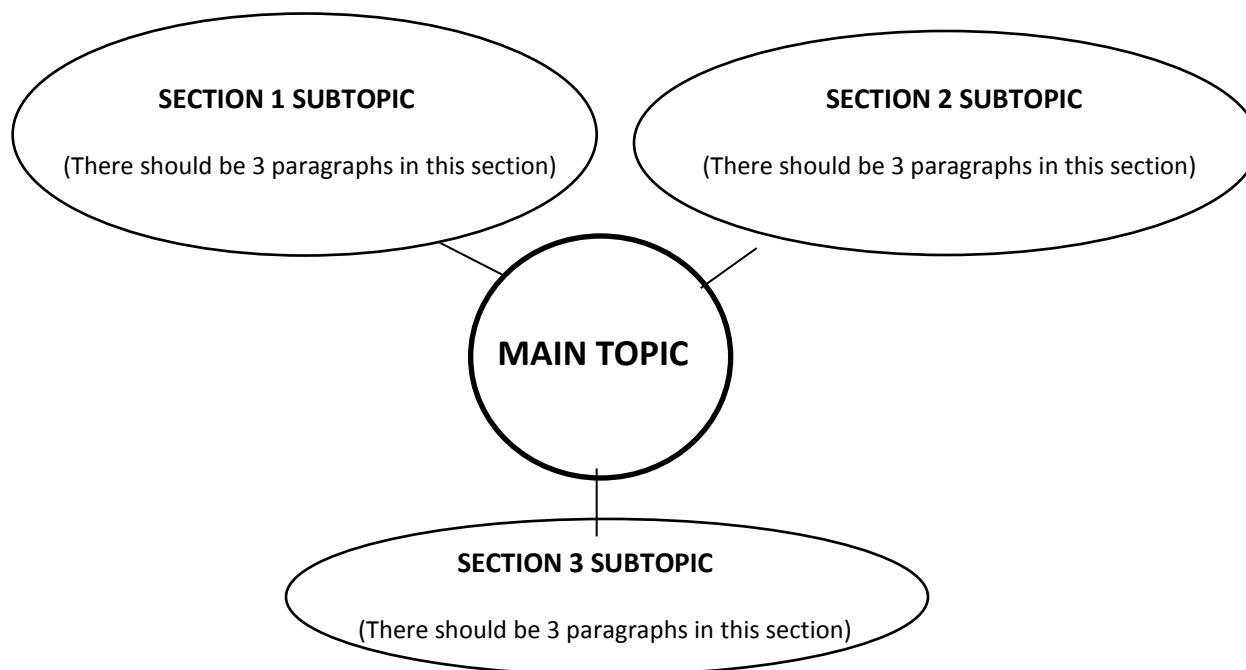 SECTION 1 SUBTOPIC
(There should be 3 paragraphs in this section)
SECTION 2 SUBTOPIC
(There should be 3 paragraphs in this section)
MAIN TOPIC
SECTION 3 SUBTOPIC
(There should be 3 paragraphs in this section)